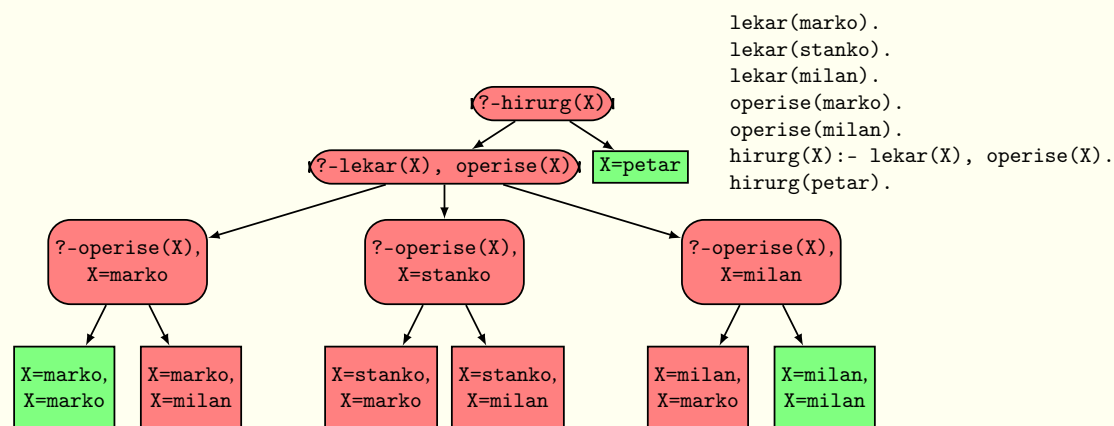 lekar(marko).
lekar(stanko).
lekar(milan).
operise(marko).
operise(milan).
hirurg(X):- lekar(X), operise(X).
hirurg(petar).
?-hirurg(X)
?-lekar(X), operise(X)
X=petar
?-operise(X),
X=marko
?-operise(X),
X=stanko
?-operise(X),
X=milan
X=marko,
X=marko
X=marko,
X=milan
X=stanko,
X=marko
X=stanko,
X=milan
X=milan,
X=marko
X=milan,
X=milan